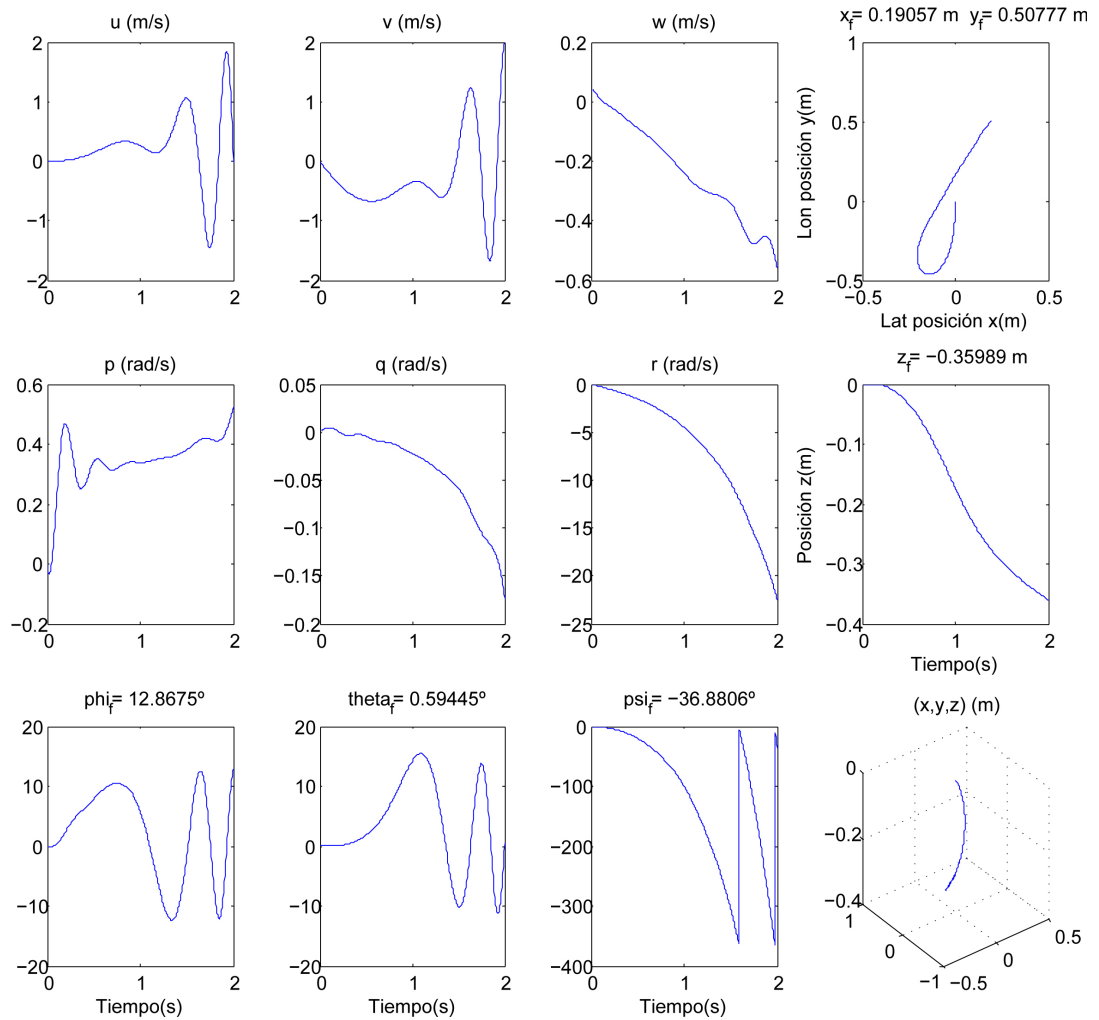 u (m/s)
v (m/s)
w (m/s)
x_f= 0.19057 m y_f= 0.50777 m
2
1
0
−1
−2
0 1 2
2
1
0
−1
−2
0 1 2
0.2
0
−0.2
−0.4
−0.6
0 1 2
Lon posición y(m)
1
0.5
0
−0.5
−0.5 0 0.5
Lat posición x(m)
p (rad/s)
q (rad/s)
r (rad/s)
z_f= −0.35989 m
0.6
0.4
0.2
0
−0.2
0 1 2
0.05
0
−0.05
−0.1
−0.15
−0.2
0 1 2
0
−5
−10
−15
−20
−25
0 1 2
Posición z(m)
0
−0.1
−0.2
−0.3
−0.4
0 1 2
Tiempo(s)
phi_f= 12.8675º
theta_f= 0.59445º
psi_f= −36.8806º
(x,y,z) (m)
20
10
0
−10
−20
0 1 2
Tiempo(s)
20
10
0
−10
−20
0 1 2
Tiempo(s)
0
−100
−200
−300
−400
0 1 2
Tiempo(s)
0
−0.2
−0.4
1
0
−1
−0.5
0
0.5